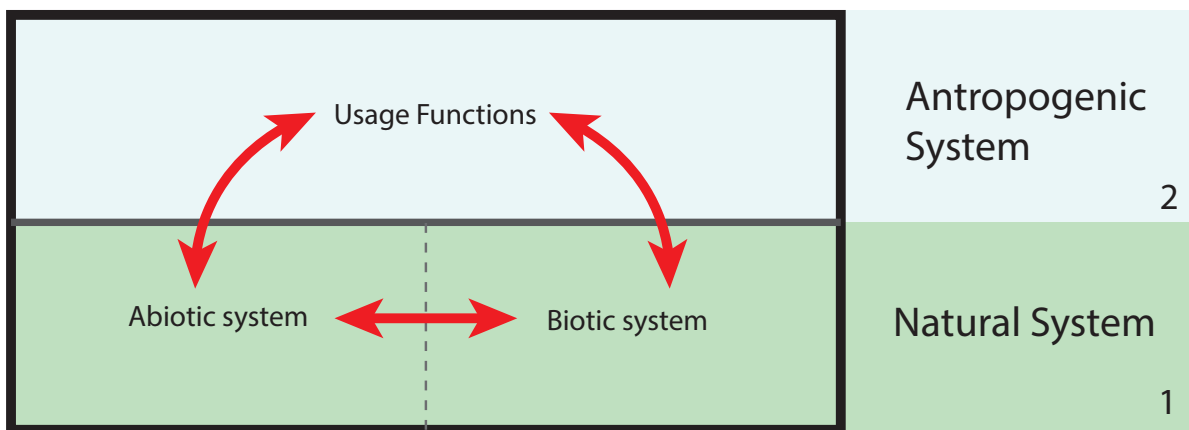 Usage Functions
Antropogenic
System
2
Abiotic system
Biotic system
Natural System
1